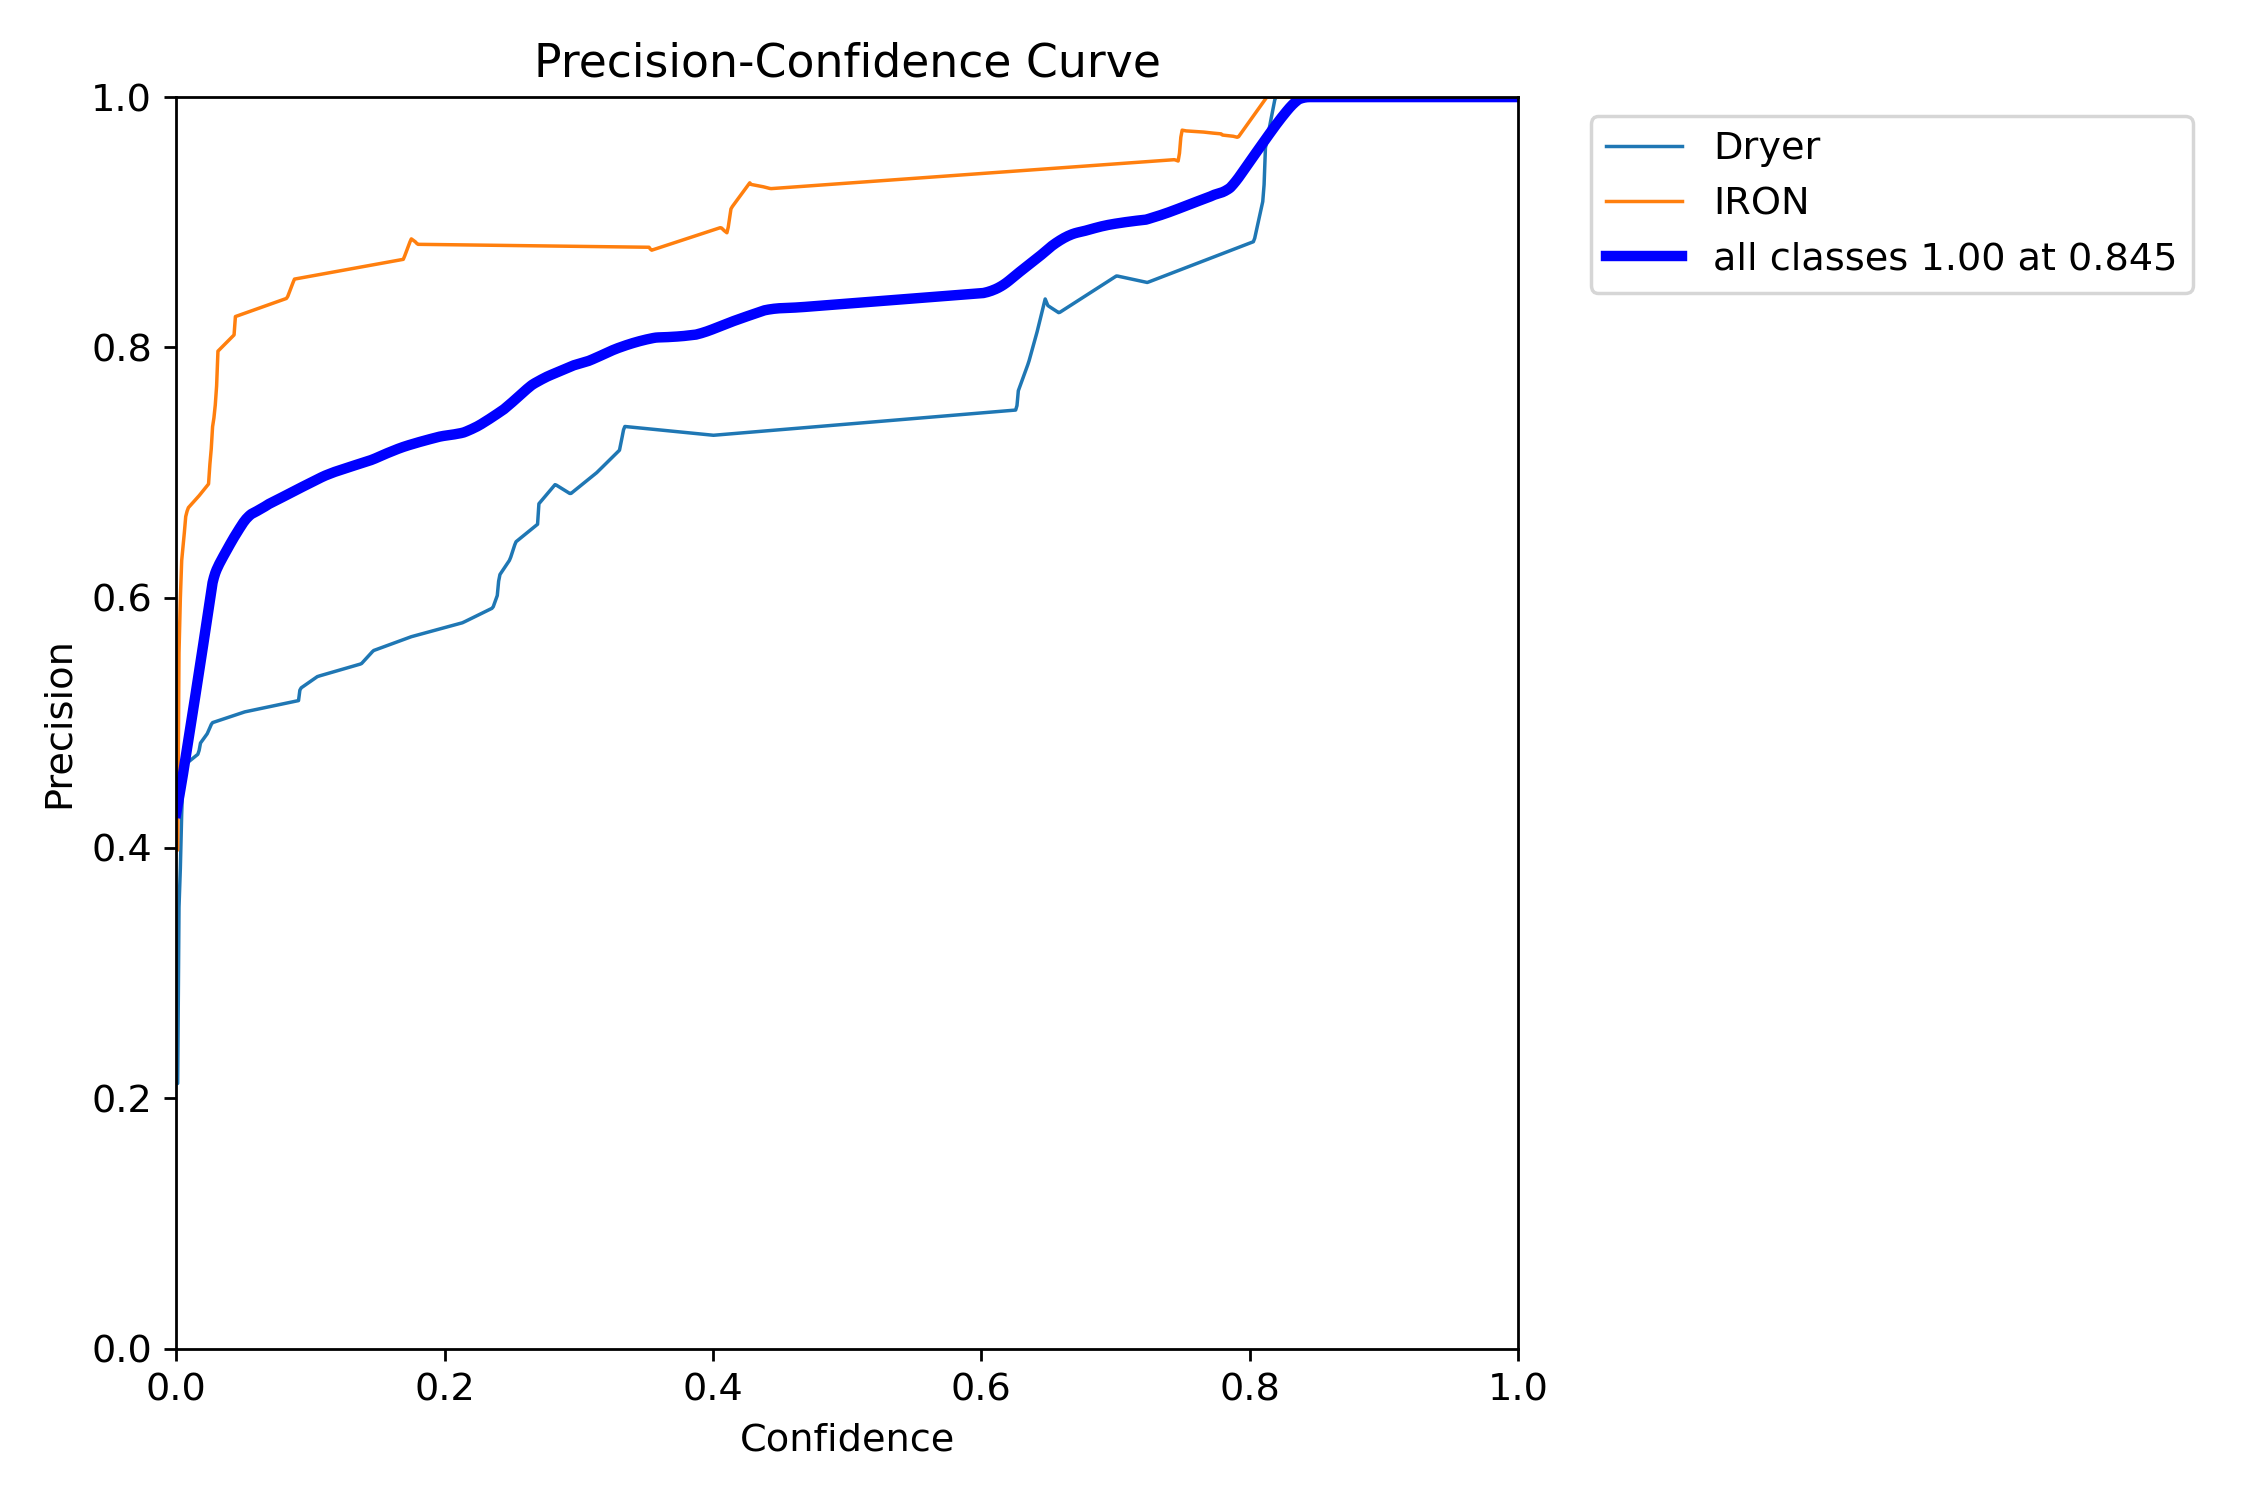 Precision-Confidence Curve
1.0
0.8
0.6
0.4
0.2
0.0
Precision
0.0 0.2 0.4 0.6 0.8 1.0
Confidence
Dryer
IRON
all classes 1.00 at 0.845